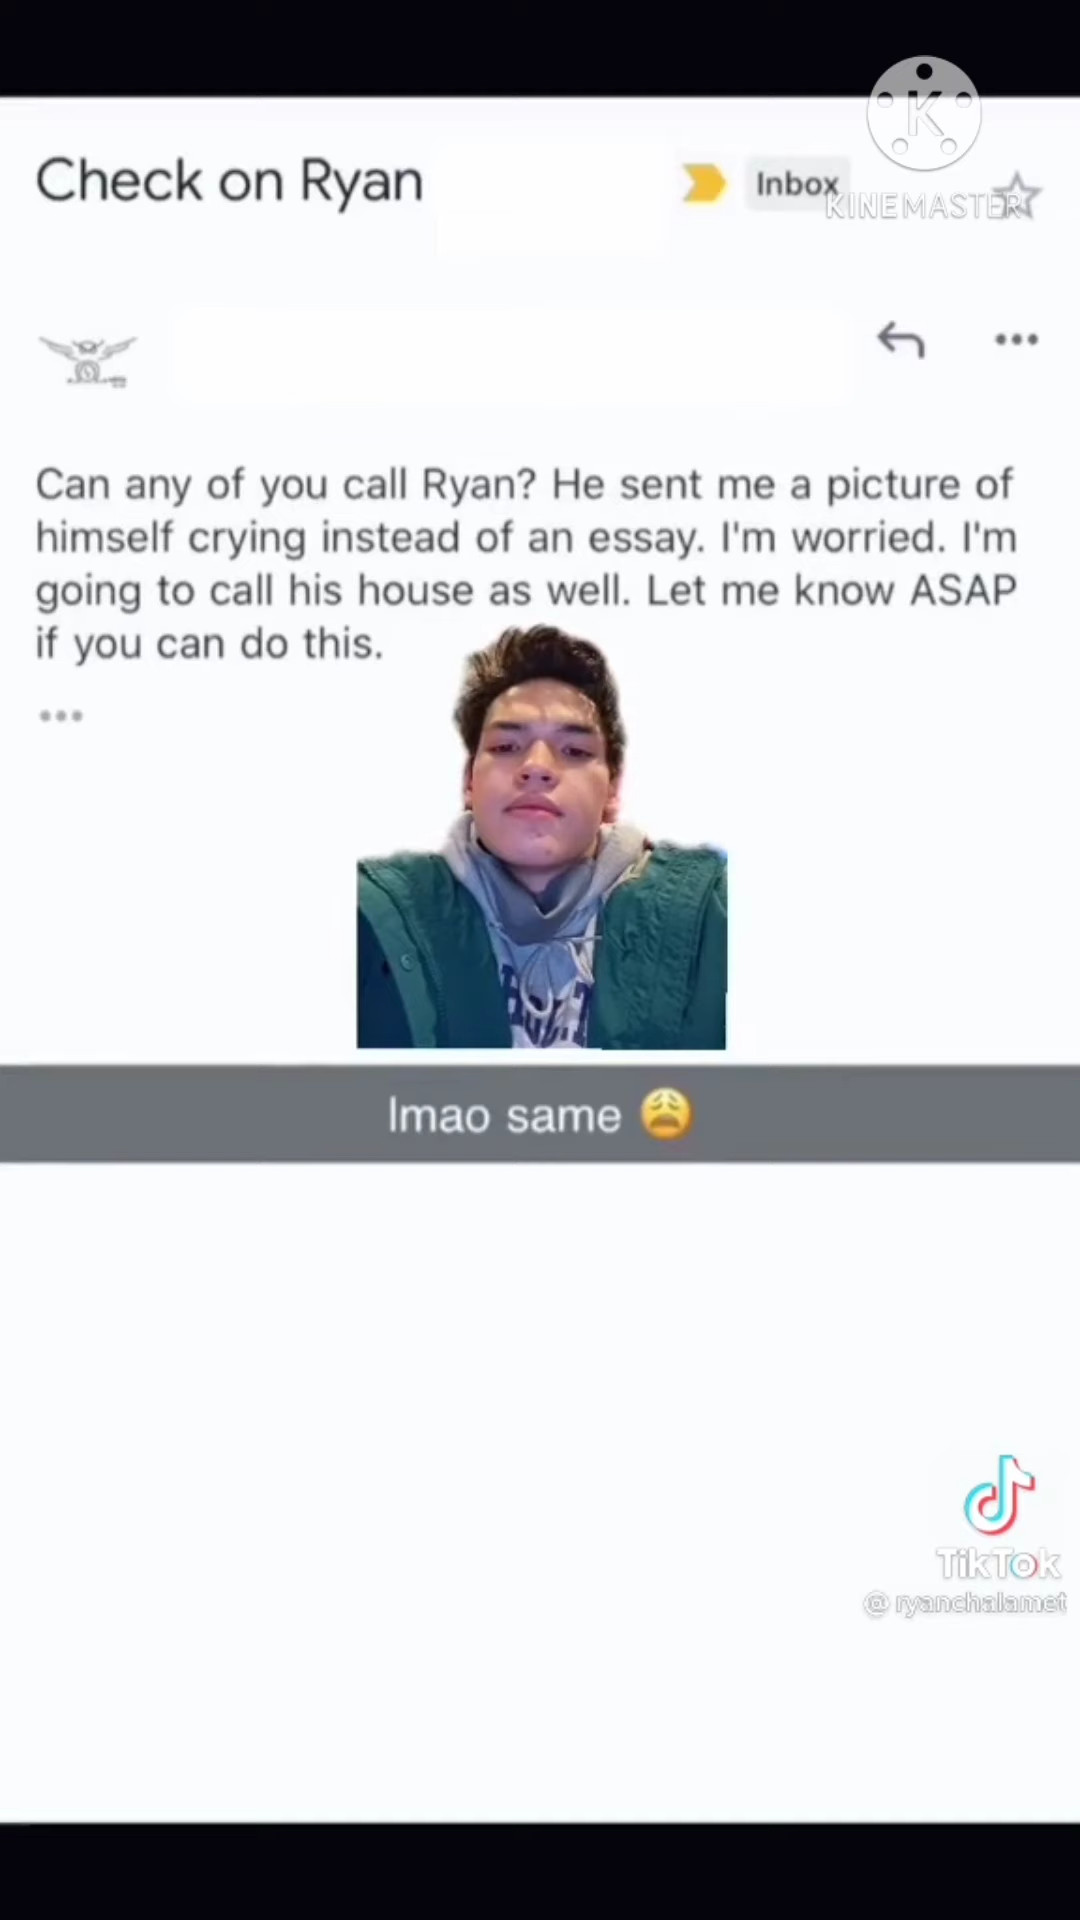 Check on Ryan
Inbox
K
KINEMASTER
Can any of you call Ryan? He sent me a picture of
himself crying instead of an essay. I'm worried. I'm
going to call his house as well. Let me know ASAP
if you can do this.
lmao same 😩
TikTok
@ryanchalamet